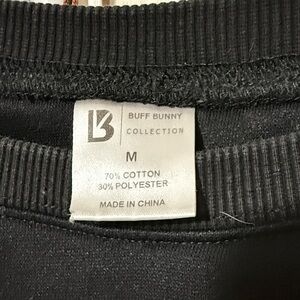 B
BUFF BUNNY
COLLECTION
M
70% COTTON
30% POLYESTER
MADE IN CHINA